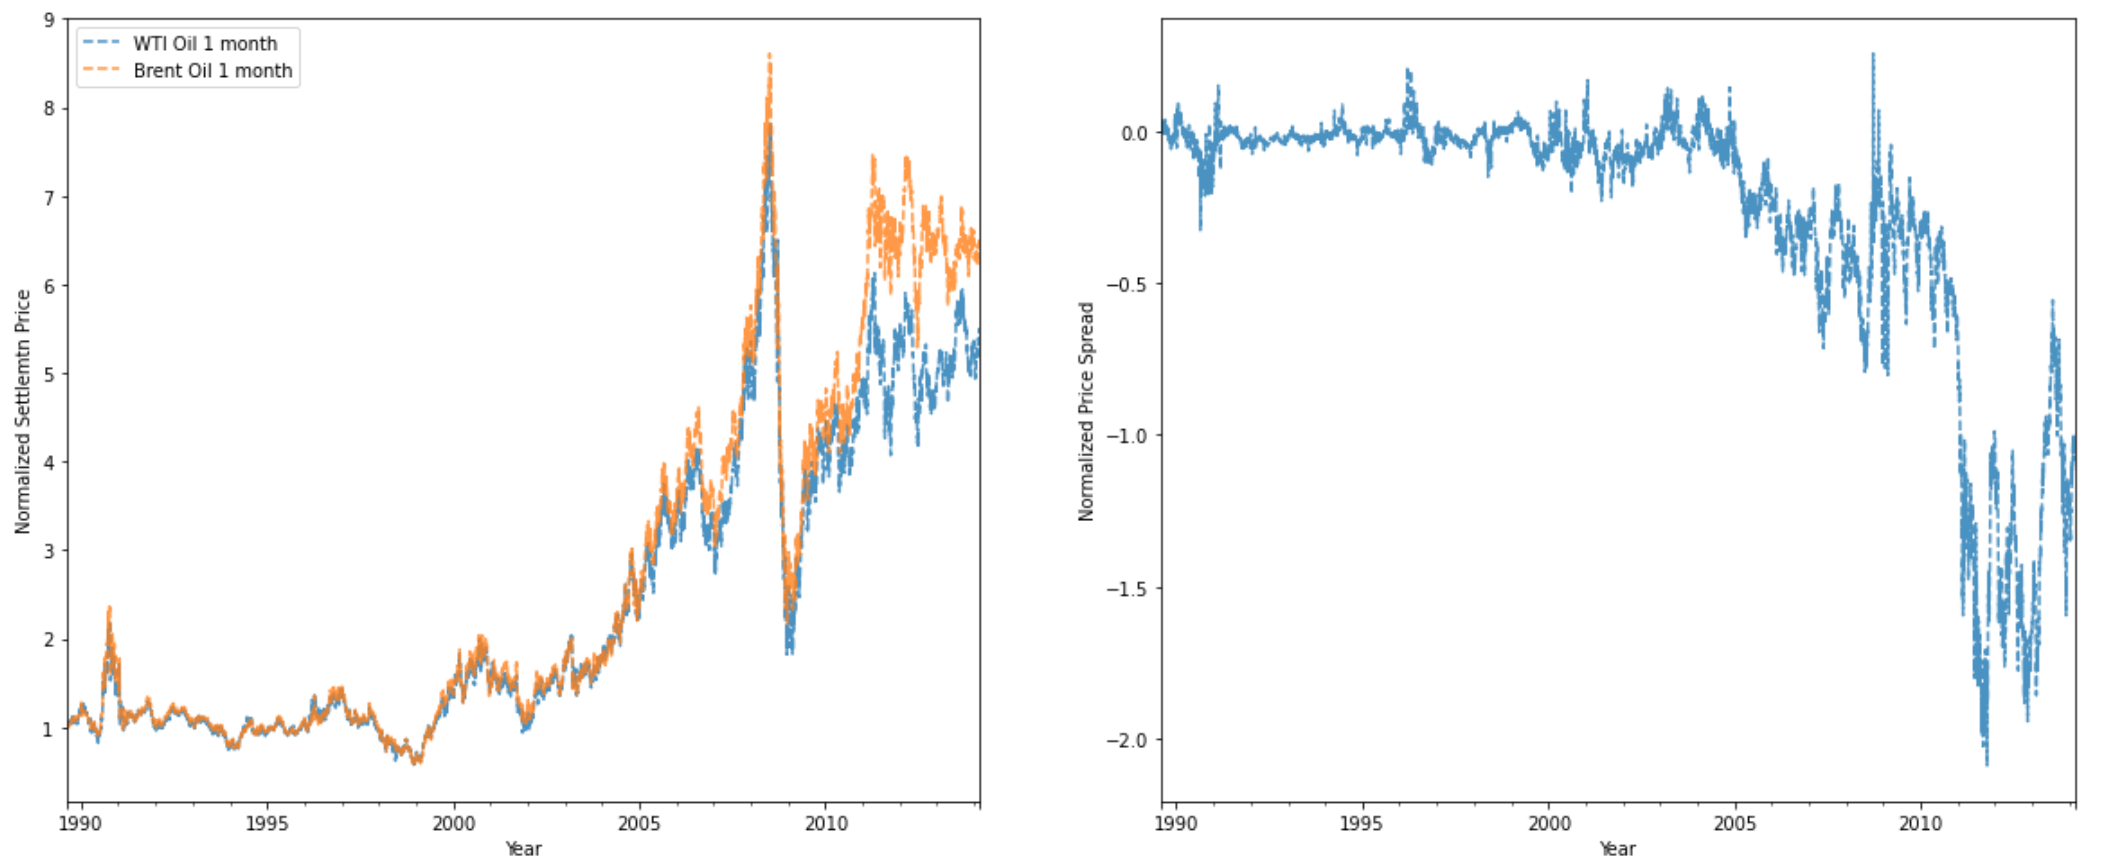 9
8
7
6
5
4
3
2
1
Normalized Settlemtn Price
WTI Oil 1 month
Brent Oil 1 month
1990 1995 2000 2005 2010
Year
0.0
−0.5
−1.0
−1.5
−2.0
Normalized Price Spread
1990 1995 2000 2005 2010
Year